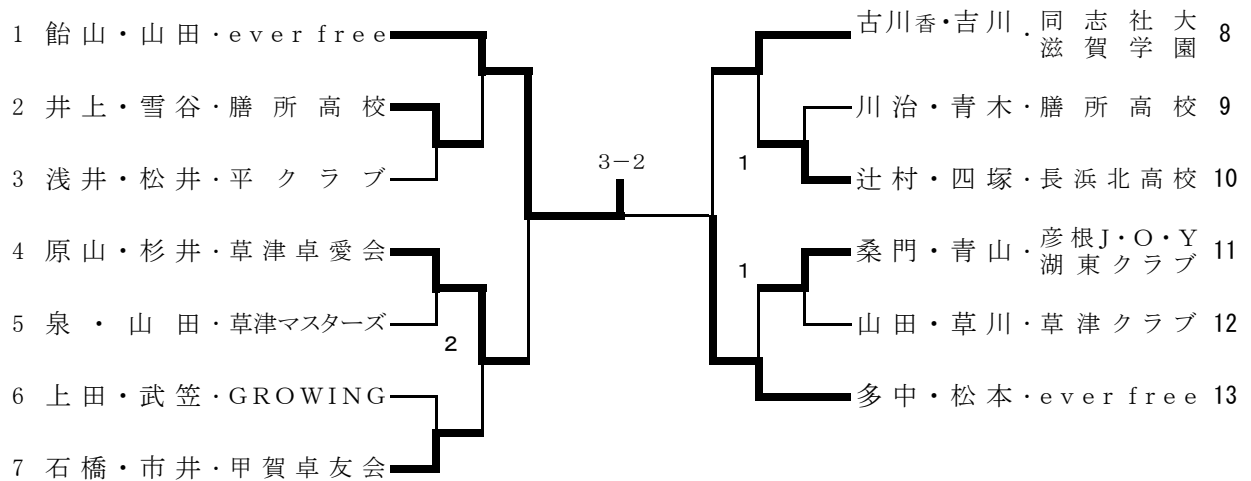 1 飴山・山田・ever free
2 井上・雪谷・膳所高校
3 浅井・松井・平クラブ
4 原山・杉井・草津卓愛会
5 泉・山田・草津マスターズ
2
6 上田・武笠・GROWING
7 石橋・市井・甲賀卓友会
3-2
古川香・吉川・同志社大 8
滋賀学園
川治・青木・膳所高校 9
1
辻村・四塚・長浜北高校 10
桑門・青山・彦根J・O・Y 11
湖東クラブ
1
山田・草川・草津クラブ 12
多中・松本・ever free 13